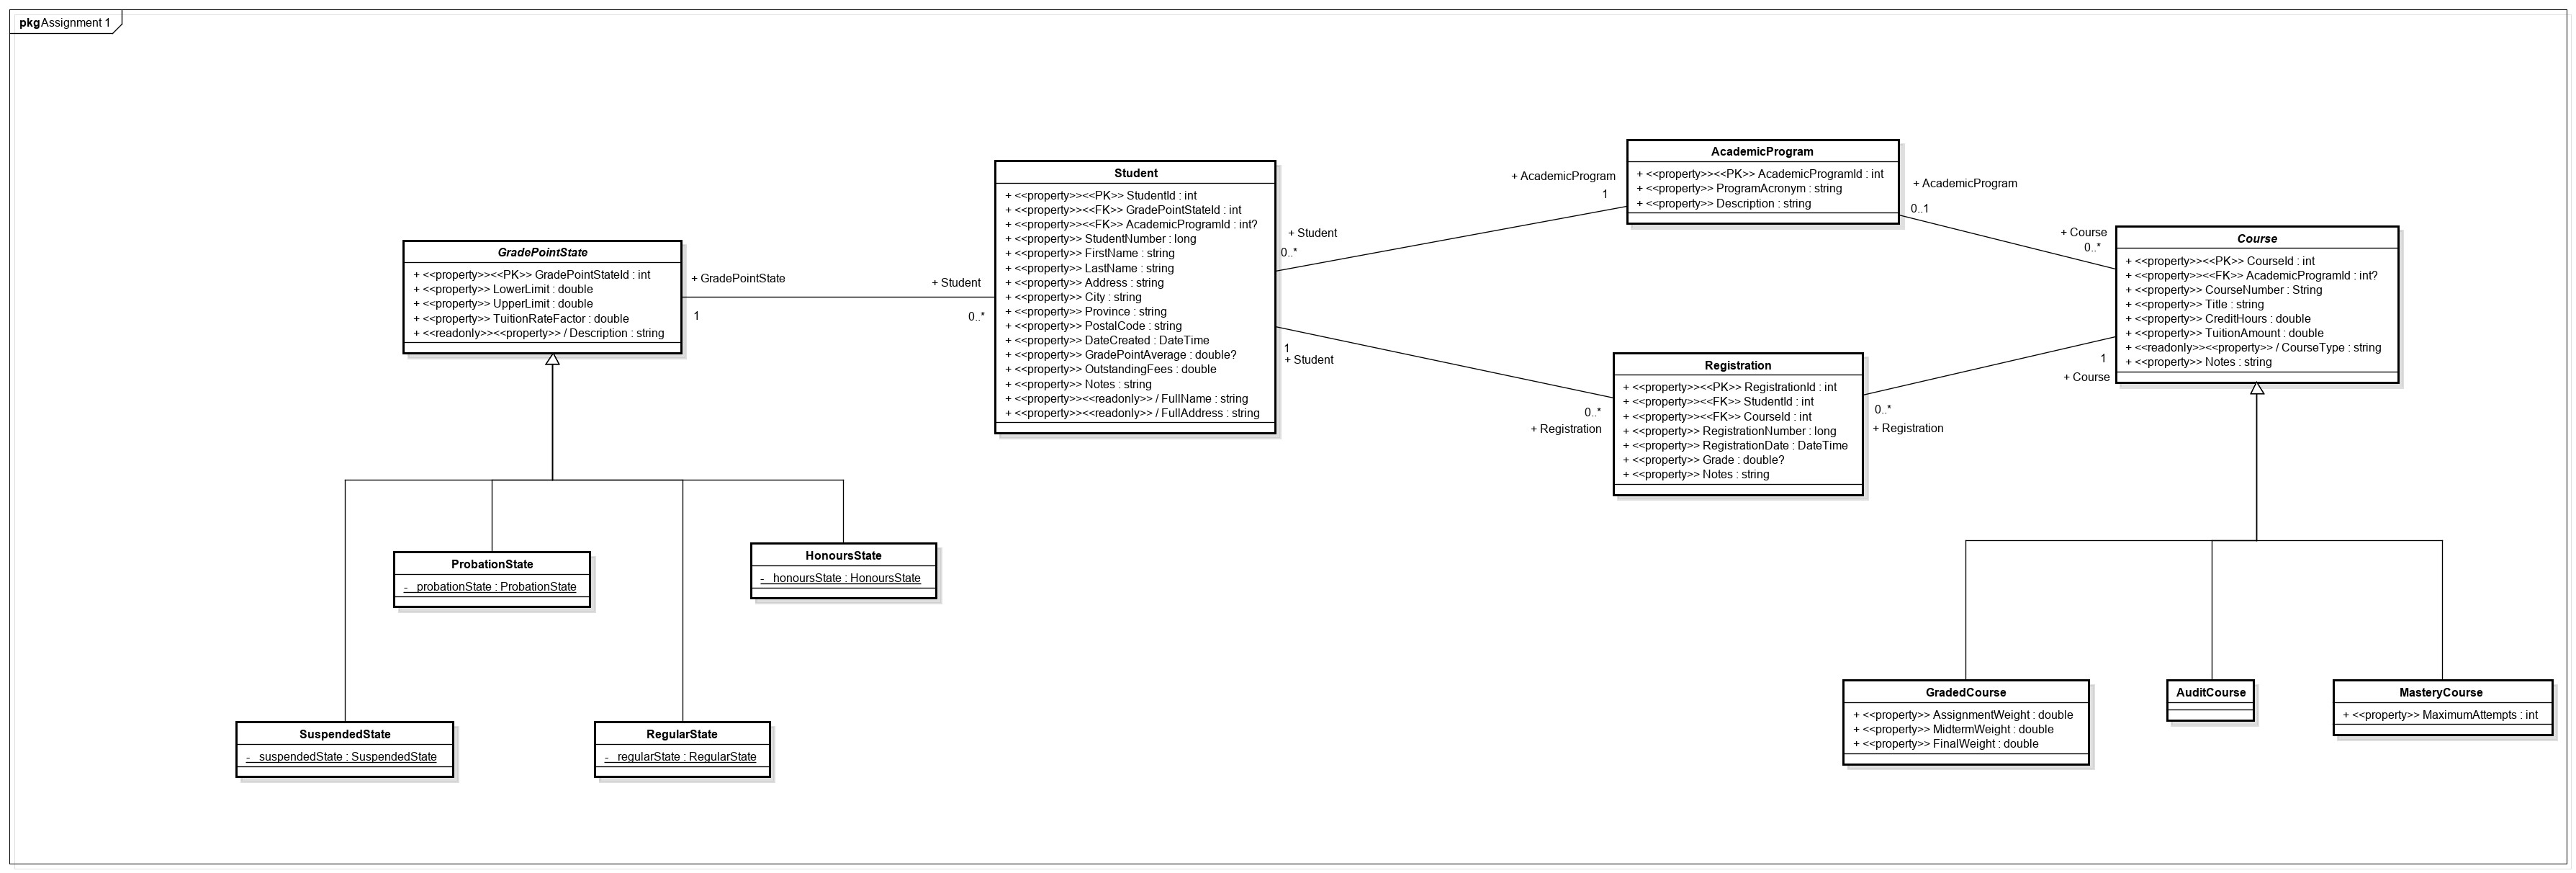 pkg Assignment 1
GradePointState
+ <<property>><<PK>> GradePointStateId : int
+ <<property>> LowerLimit : double
+ <<property>> UpperLimit : double
+ <<property>> TuitionRateFactor : double
+ <<readonly>><<property>> / Description : string
+ GradePointState
1
+ Student
0..*
Student
+ <<property>><<PK>> StudentId : int
+ <<property>><<FK>> GradePointStateId : int
+ <<property>><<FK>> AcademicProgramId : int?
+ <<property>> StudentNumber : long
+ <<property>> FirstName : string
+ <<property>> LastName : string
+ <<property>> Address : string
+ <<property>> City : string
+ <<property>> Province : string
+ <<property>> PostalCode : string
+ <<property>> DateCreated : DateTime
+ <<property>> GradePointAverage : double?
+ <<property>> OutstandingFees : double
+ <<property>> Notes : string
+ <<property>><<readonly>> / FullName : string
+ <<property>><<readonly>> / FullAddress : string
+ Student
0..*
+ AcademicProgram
1
AcademicProgram
+ <<property>><<PK>> AcademicProgramId : int
+ <<property>> ProgramAcronym : string
+ <<property>> Description : string
+ AcademicProgram
0..1
+ Course
0..*
Course
+ <<property>><<PK>> CourseId : int
+ <<property>><<FK>> AcademicProgramId : int?
+ <<property>> CourseNumber : String
+ <<property>> Title : string
+ <<property>> CreditHours : double
+ <<property>> TuitionAmount : double
+ <<readonly>><<property>> / CourseType : string
+ <<property>> Notes : string
1
+ Student
0..*
+ Registration
Registration
+ <<property>><<PK>> RegistrationId : int
+ <<property>><<FK>> StudentId : int
+ <<property>><<FK>> CourseId : int
+ <<property>> RegistrationNumber : long
+ <<property>> RegistrationDate : DateTime
+ <<property>> Grade : double?
+ <<property>> Notes : string
0..*
+ Registration
1
+ Course
ProbationState
- probationState : ProbationState
HonoursState
- honoursState : HonoursState
SuspendedState
- suspendedState : SuspendedState
RegularState
- regularState : RegularState
GradedCourse
+ <<property>> AssignmentWeight : double
+ <<property>> MidtermWeight : double
+ <<property>> FinalWeight : double
AuditCourse
MasteryCourse
+ <<property>> MaximumAttempts : int